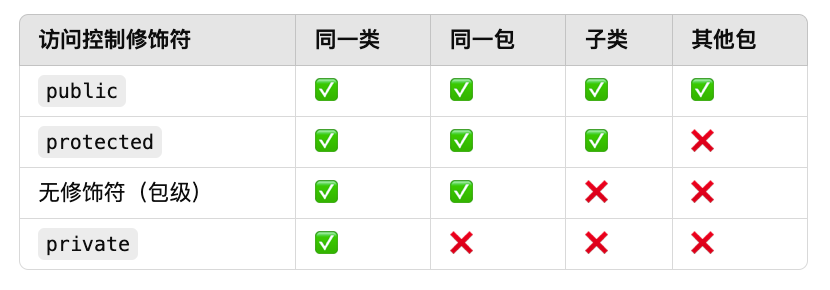 访问控制修饰符 同一类 同一包 子类 其他包
public ✅ ✅ ✅ ✅
protected ✅ ✅ ✅ ❌
无修饰符（包级） ✅ ✅ ❌ ❌
private ✅ ❌ ❌ ❌